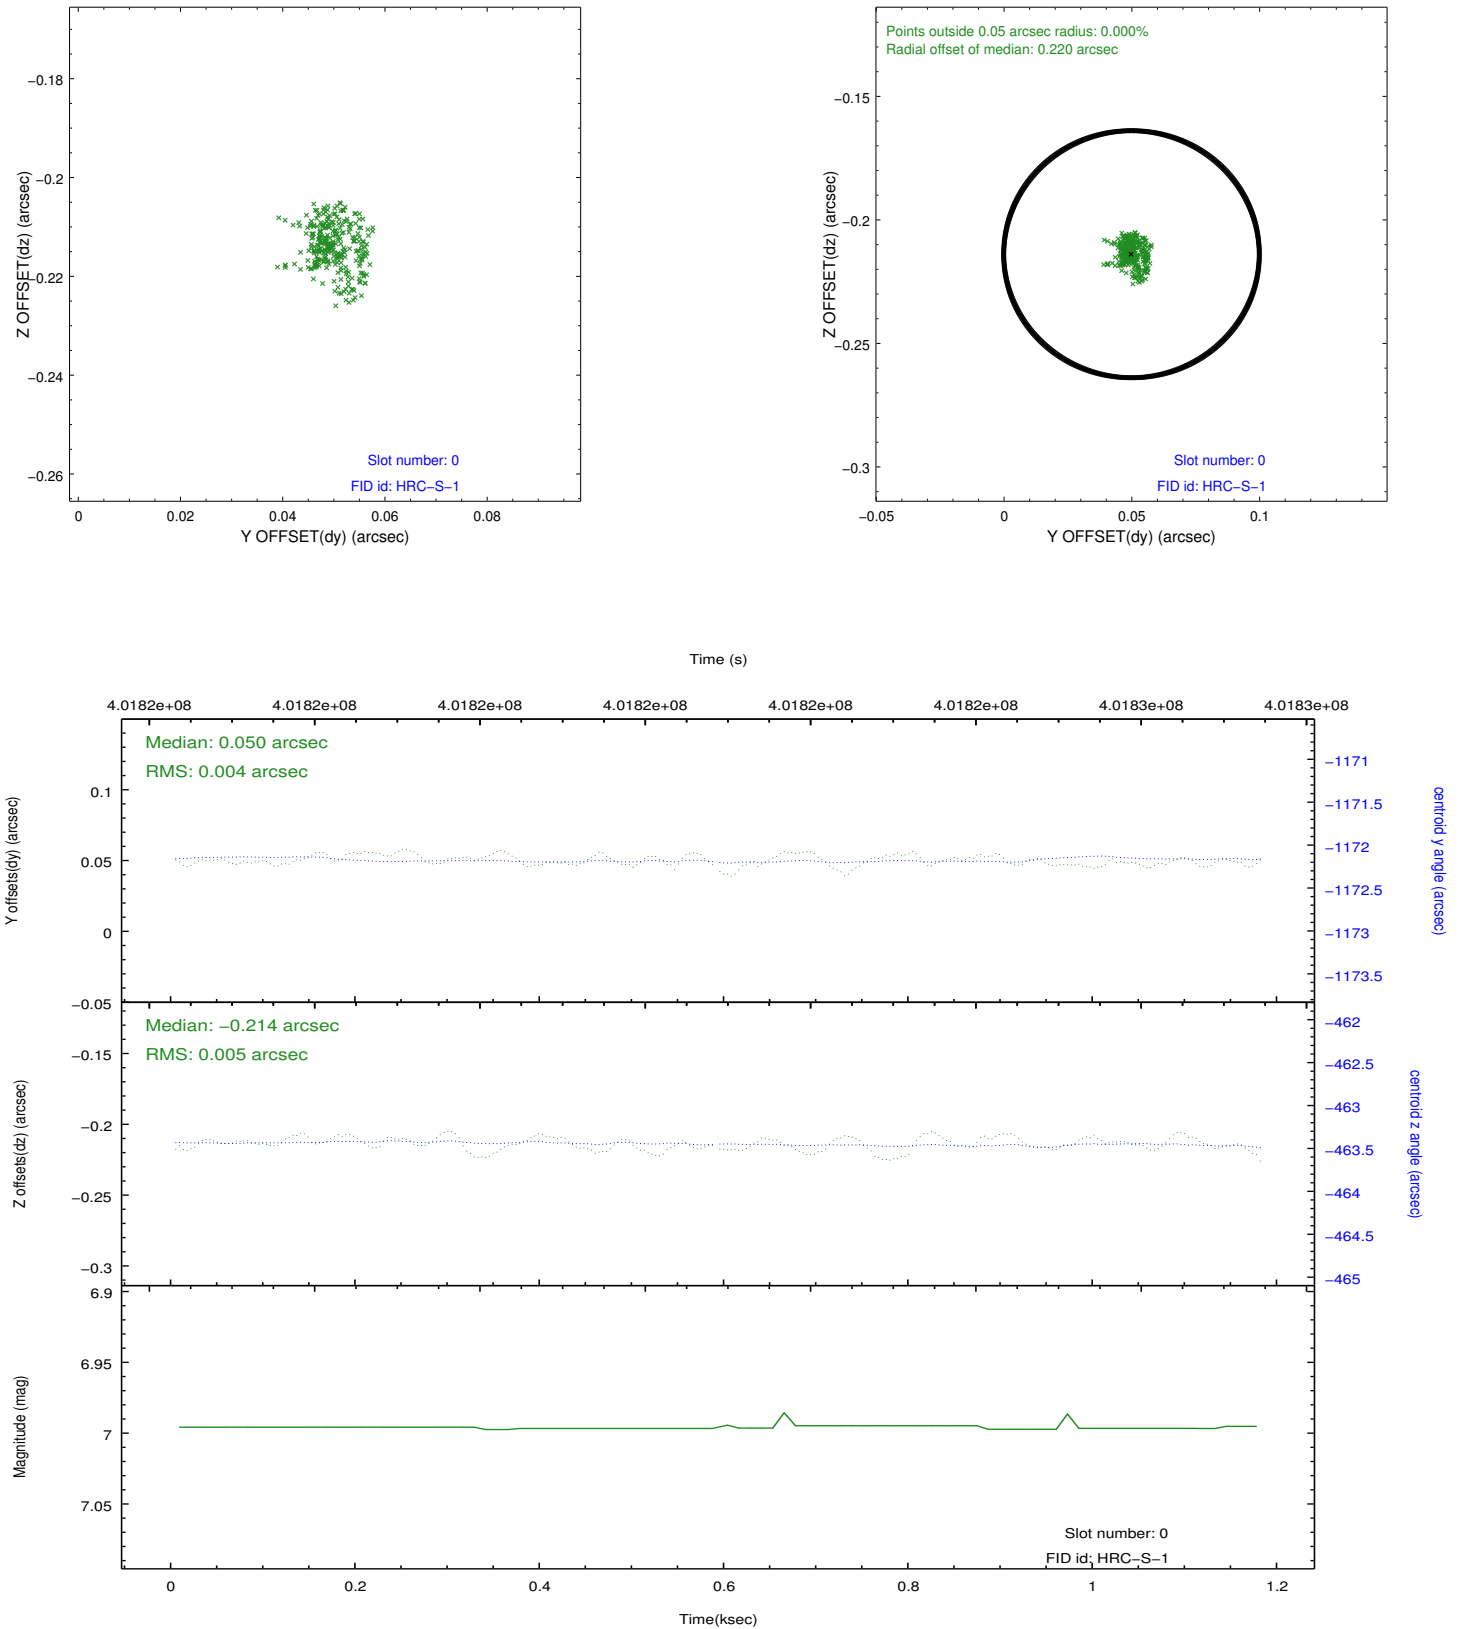 −0.18
−0.2
−0.22
−0.24
−0.26
Z OFFSET(dz) (arcsec)
Slot number: 0
FID id: HRC−S−1
0 0.02 0.04 0.06 0.08
Y OFFSET(dy) (arcsec)
Points outside 0.05 arcsec radius: 0.000%
Radial offset of median: 0.220 arcsec
−0.15
−0.2
−0.25
−0.3
Z OFFSET(dz) (arcsec)
Slot number: 0
FID id: HRC−S−1
−0.05 0 0.05 0.1
Y OFFSET(dy) (arcsec)
Time (s)
4.0182e+08 4.0182e+08 4.0182e+08 4.0182e+08 4.0182e+08 4.0182e+08 4.0183e+08 4.0183e+08
Median: 0.050 arcsec
RMS: 0.004 arcsec
0.1
0.05
0
−0.05
Y offsets(dy) (arcsec)
−1171
−1171.5
−1172
−1172.5
−1173
−1173.5
centroid y angle (arcsec)
Median: −0.214 arcsec
RMS: 0.005 arcsec
−0.15
−0.2
−0.25
−0.3
Z offsets(dz) (arcsec)
−462
−462.5
−463
−463.5
−464
−464.5
−465
centroid z angle (arcsec)
6.9
6.95
7
7.05
Magnitude (mag)
Slot number: 0
FID id: HRC−S−1
0 0.2 0.4 0.6 0.8 1 1.2
Time(ksec)